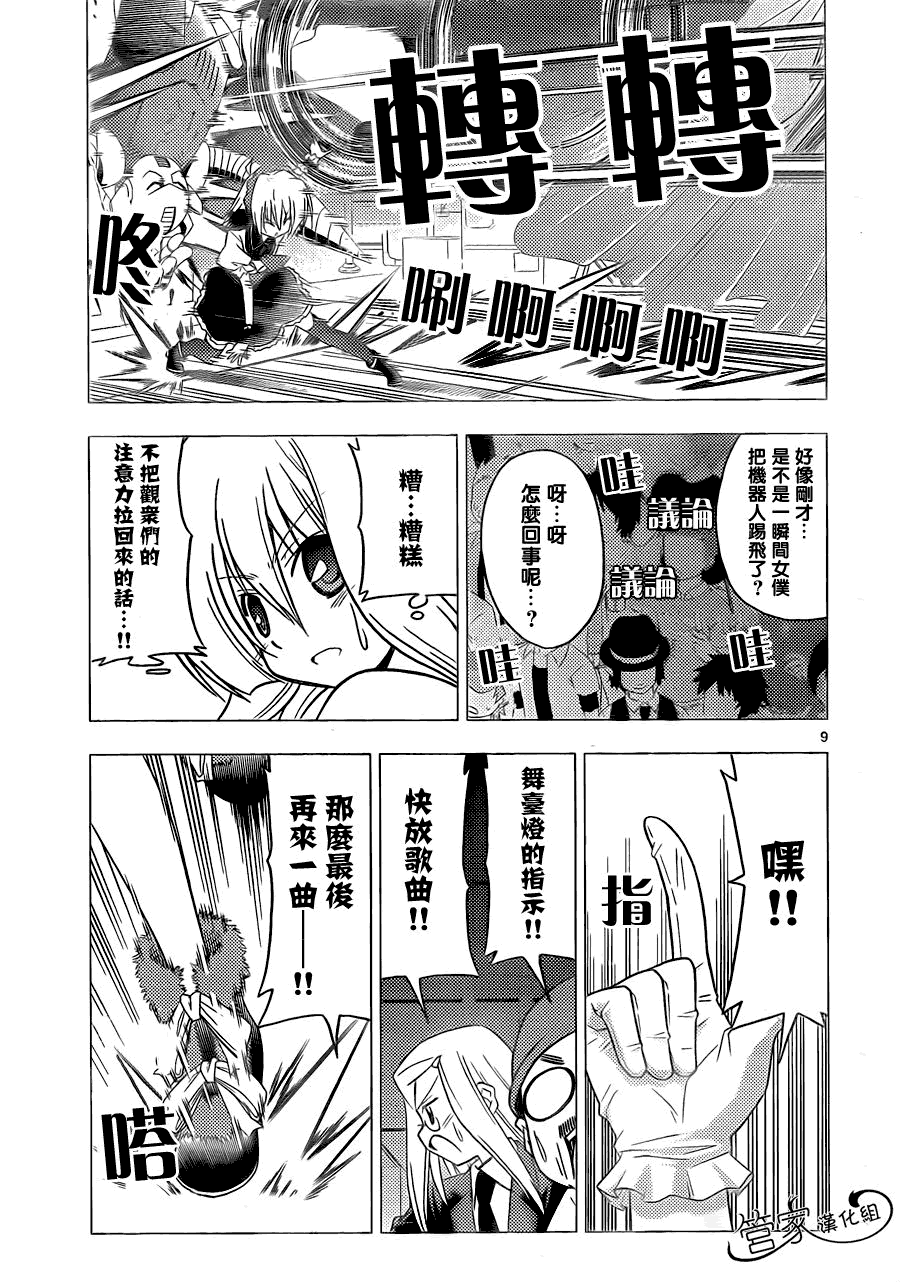 轉
轉
咚
唰
啊
啊
啊
好像剛才…
是不是一瞬間女僕
把機器人踢飛了？
哇
議論
議論
呀…呀
怎麼回事呢…？
哇
哇
糟…糟糕
不把觀衆們的
注意力拉回來的話…!!
9
嘿!!
指
舞臺燈的指示!!
快放歌曲!!
那麼最後
再來一曲——!!
嗒
管家漢化組